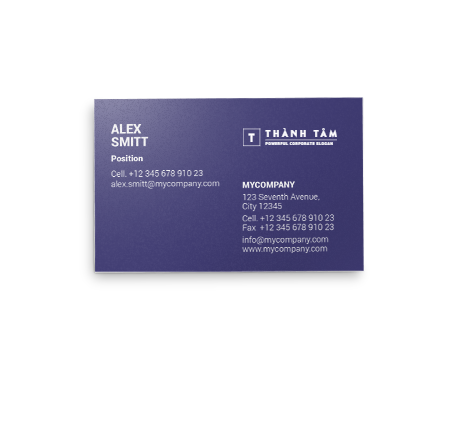 ALEX
SMITT
Position
Cell. +12 345 678 910 23
alex.smitt@mycompany.com
T THÀNH TÂM
POWERFUL CORPORATE SLOGAN
MYCOMPANY
123 Seventh Avenue,
City 12345
Cell. +12 345 678 910 23
Fax +12 345 678 910 23
info@mycompany.com
www.mycompany.com